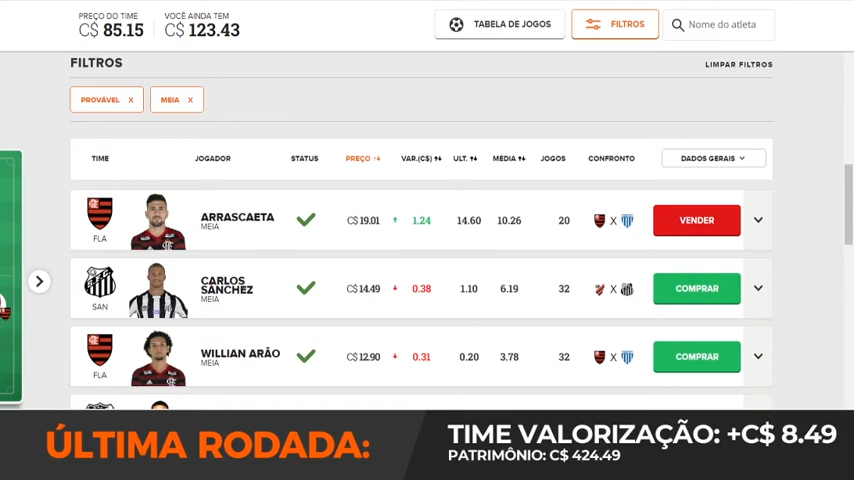 PREÇO DO TIME
C$ 85.15
VOCÊ AINDA TEM
C$ 123.43
TABELA DE JOGOS
FILTROS
Nome do atleta
FILTROS
LIMPAR FILTROS
PROVÁVEL X
MEIA X
TIME JOGADOR STATUS PREÇO VAR.(C$) ULT. MÉDIA JOGOS CONFRONTO DADOS GERAIS
FLA
ARRASCAETA
MEIA
C$ 19.01 1.24 14.60 10.26 20 X VENDER
SAN
CARLOS
SÁNCHEZ
MEIA
C$ 14.49 0.38 1.10 6.19 32 X COMPRAR
FLA
WILLIAN ARÃO
MEIA
C$ 12.90 0.31 0.20 3.78 32 X COMPRAR
ÚLTIMA RODADA:
TIME VALORIZAÇÃO: +C$ 8.49
PATRIMÔNIO: C$ 424.49